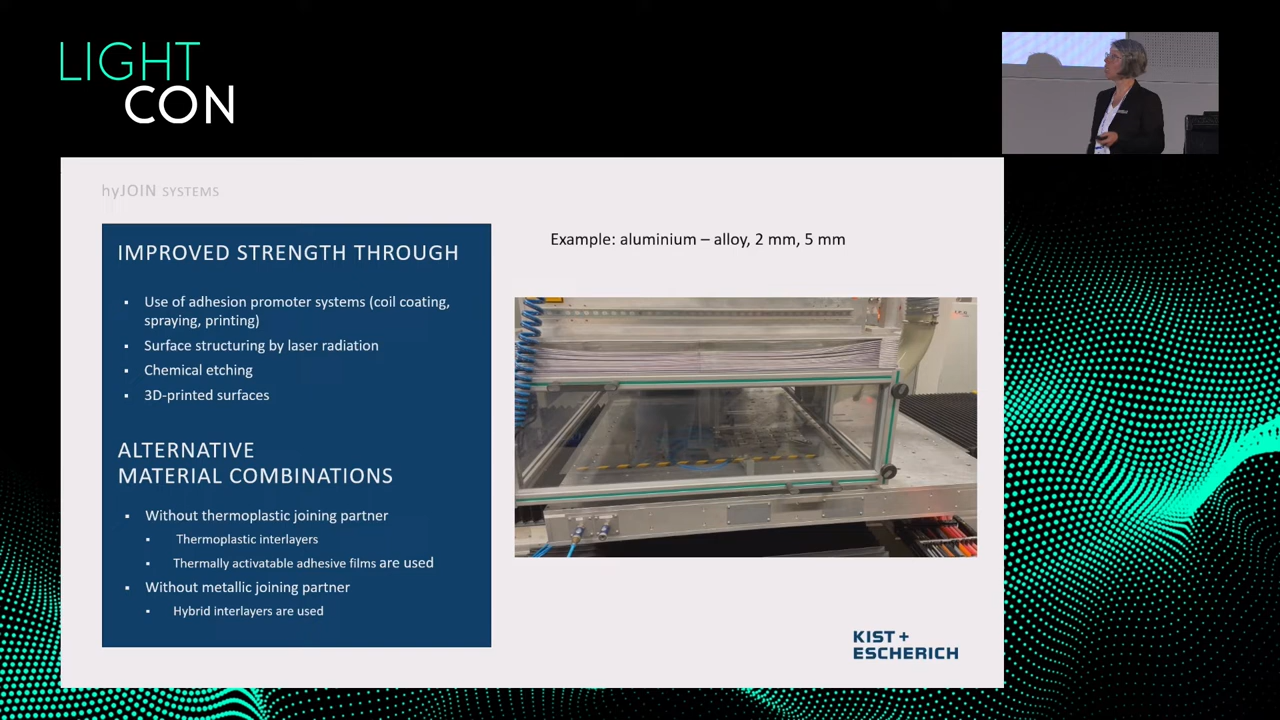 LIGHT
CON
hyJOIN SYSTEMS
IMPROVED STRENGTH THROUGH
▪ Use of adhesion promoter systems (coil coating,
spraying, printing)
▪ Surface structuring by laser radiation
▪ Chemical etching
▪ 3D-printed surfaces
ALTERNATIVE
MATERIAL COMBINATIONS
▪ Without thermoplastic joining partner
▪ Thermoplastic interlayers
▪ Thermally activatable adhesive films are used
▪ Without metallic joining partner
▪ Hybrid interlayers are used
Example: aluminium – alloy, 2 mm, 5 mm
KIST +
ESCHERICH